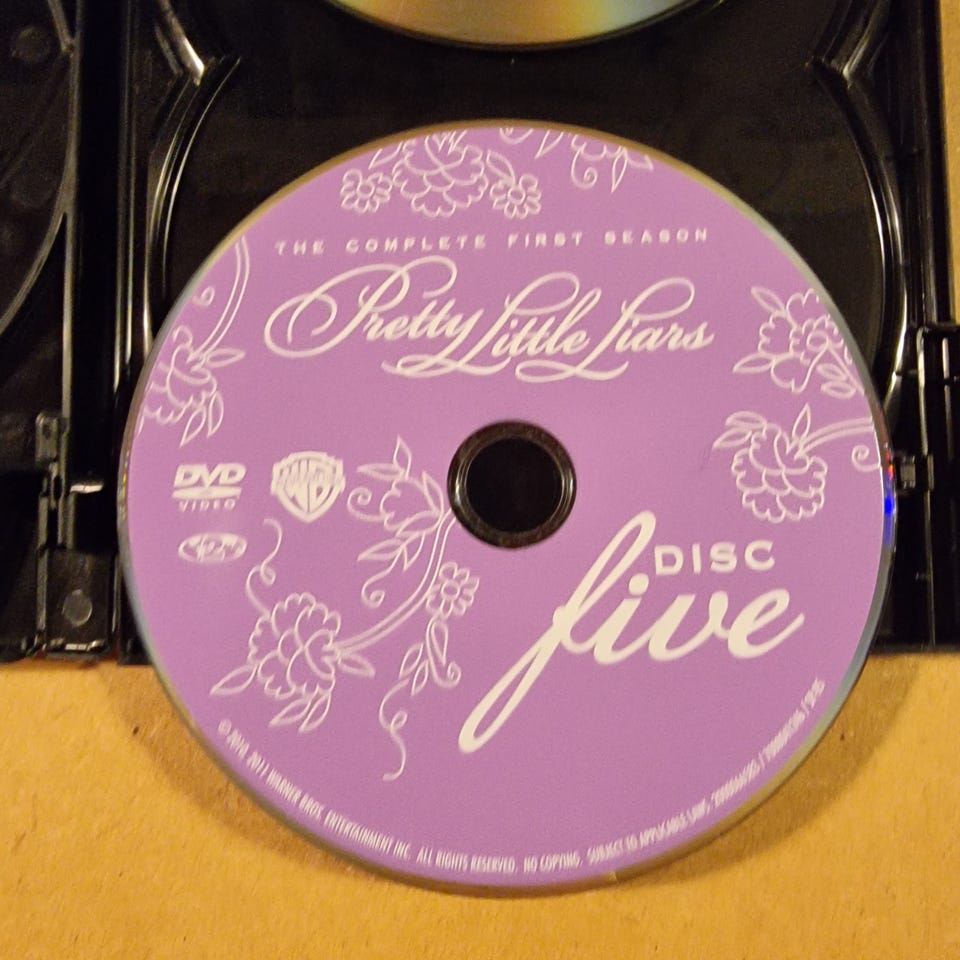 THE COMPLETE FIRST SEASON
Pretty Little Liars
DVD
VIDEO
DISC
five
© 2010, 2011 WARNER BROS. ENTERTAINMENT INC. ALL RIGHTS RESERVED. NO COPYING. SUBJECT TO APPLICABLE LAWS.